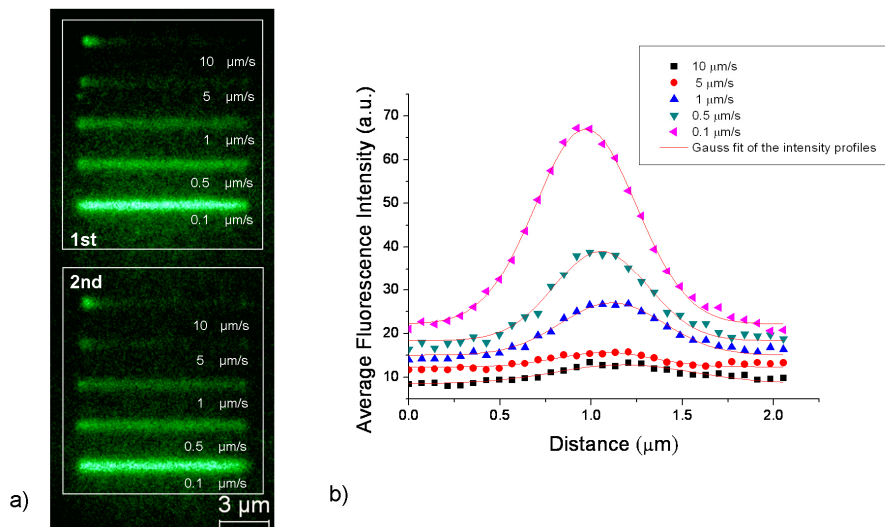 a)
10 µm/s
5 µm/s
1 µm/s
0.5 µm/s
0.1 µm/s
1st
2nd
10 µm/s
5 µm/s
1 µm/s
0.5 µm/s
0.1 µm/s
3 µm
b)
10 µm/s
5 µm/s
1 µm/s
0.5 µm/s
0.1 µm/s
Gauss fit of the intensity profiles
Average Fluorescence Intensity (a.u.)
70
60
50
40
30
20
10
0.0 0.5 1.0 1.5 2.0
Distance (µm)